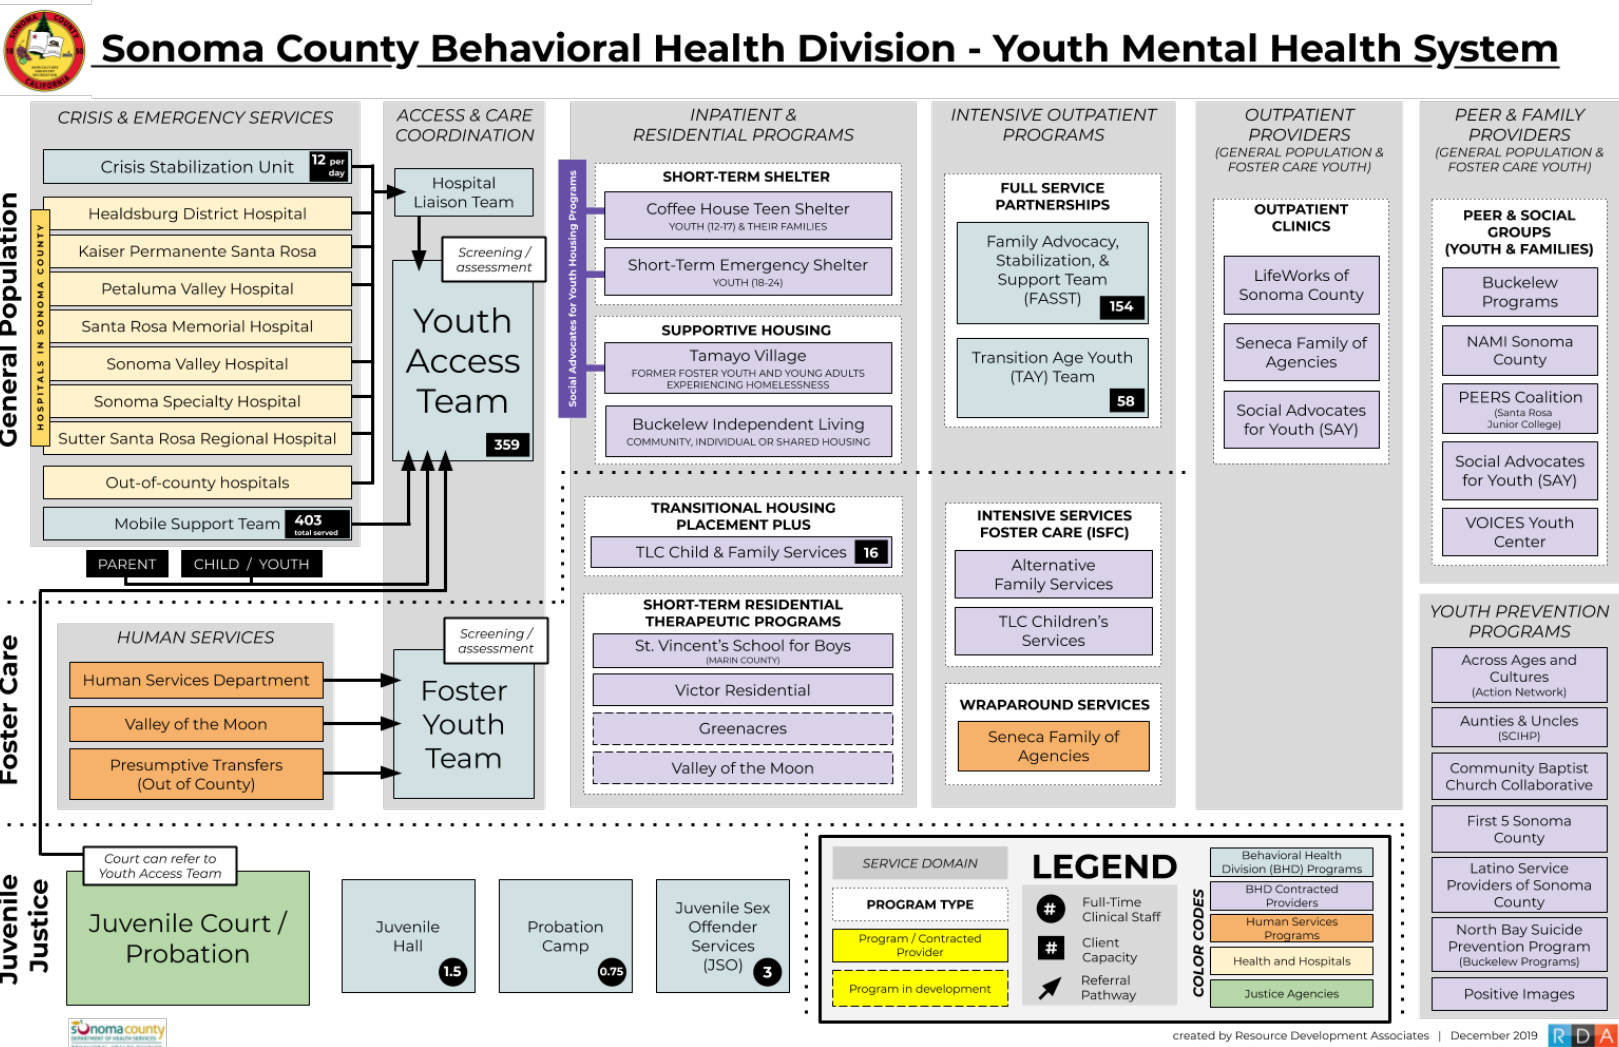 Sonoma County Behavioral Health Division - Youth Mental Health System
SONOMA COUNTY
18 50
AGRICULTURE
INDUSTRY
RECREATION
CALIFORNIA
General Population
CRISIS & EMERGENCY SERVICES
Crisis Stabilization Unit
12 per
day
HOSPITALS IN SONOMA COUNTY
Healdsburg District Hospital
Kaiser Permanente Santa Rosa
Petaluma Valley Hospital
Santa Rosa Memorial Hospital
Sonoma Valley Hospital
Sonoma Specialty Hospital
Sutter Santa Rosa Regional Hospital
Out-of-county hospitals
Mobile Support Team
403
total served
PARENT
CHILD / YOUTH
ACCESS & CARE
COORDINATION
Hospital
Liaison Team
Screening /
assessment
Youth
Access
Team
359
INPATIENT &
RESIDENTIAL PROGRAMS
Social Advocates for Youth Housing Programs
SHORT-TERM SHELTER
Coffee House Teen Shelter
YOUTH (12-17) & THEIR FAMILIES
Short-Term Emergency Shelter
YOUTH (18-24)
SUPPORTIVE HOUSING
Tamayo Village
FORMER FOSTER YOUTH AND YOUNG ADULTS
EXPERIENCING HOMELESSNESS
Buckelew Independent Living
COMMUNITY, INDIVIDUAL OR SHARED HOUSING
TRANSITIONAL HOUSING
PLACEMENT PLUS
TLC Child & Family Services
16
SHORT-TERM RESIDENTIAL
THERAPEUTIC PROGRAMS
St. Vincent's School for Boys
(MARIN COUNTY)
Victor Residential
Greenacres
Valley of the Moon
INTENSIVE OUTPATIENT
PROGRAMS
FULL SERVICE
PARTNERSHIPS
Family Advocacy,
Stabilization, &
Support Team
(FASST)
154
Transition Age Youth
(TAY) Team
58
INTENSIVE SERVICES
FOSTER CARE (ISFC)
Alternative
Family Services
TLC Children's
Services
WRAPAROUND SERVICES
Seneca Family of
Agencies
OUTPATIENT
PROVIDERS
(GENERAL POPULATION &
FOSTER CARE YOUTH)
OUTPATIENT
CLINICS
LifeWorks of
Sonoma County
Seneca Family of
Agencies
Social Advocates
for Youth (SAY)
PEER & FAMILY
PROVIDERS
(GENERAL POPULATION &
FOSTER CARE YOUTH)
PEER & SOCIAL
GROUPS
(YOUTH & FAMILIES)
Buckelew
Programs
NAMI Sonoma
County
PEERS Coalition
(Santa Rosa
Junior College)
Social Advocates
for Youth (SAY)
VOICES Youth
Center
YOUTH PREVENTION
PROGRAMS
Across Ages and
Cultures
(Action Network)
Aunties & Uncles
(SCIHP)
Community Baptist
Church Collaborative
First 5 Sonoma
County
Latino Service
Providers of Sonoma
County
North Bay Suicide
Prevention Program
(Buckelew Programs)
Positive Images
Foster Care
HUMAN SERVICES
Human Services Department
Valley of the Moon
Presumptive Transfers
(Out of County)
Screening /
assessment
Foster
Youth
Team
Juvenile
Justice
Court can refer to
Youth Access Team
Juvenile Court /
Probation
Juvenile
Hall
1.5
Probation
Camp
0.75
Juvenile Sex
Offender
Services
(JSO)
3
LEGEND
SERVICE DOMAIN
PROGRAM TYPE
Program / Contracted
Provider
Program in development
# Full-Time
Clinical Staff
# Client
Capacity
Referral
Pathway
COLOR CODES
Behavioral Health
Division (BHD) Programs
BHD Contracted
Providers
Human Services
Programs
Health and Hospitals
Justice Agencies
sonoma county
DEPARTMENT OF HEALTH SERVICES
created by Resource Development Associates | December 2019
RDA